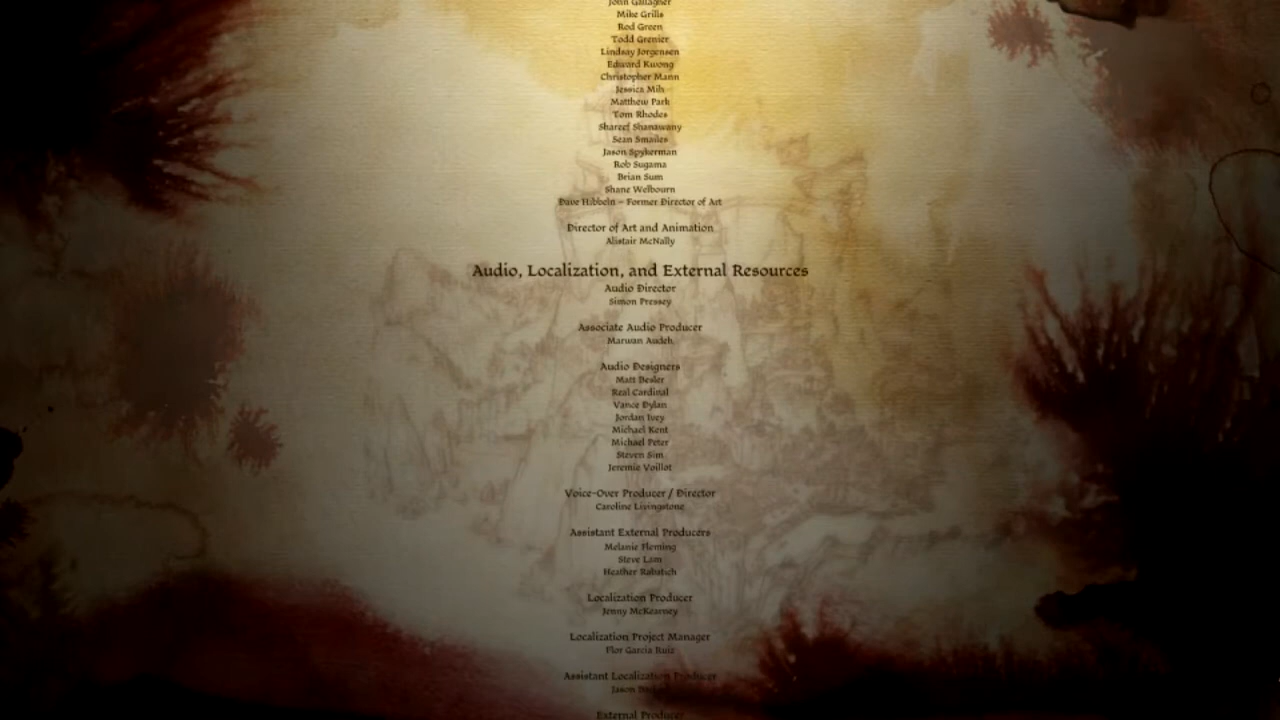 John Gallagher
Mike Grills
Rod Green
Todd Grenier
Lindsay Jorgensen
Edward Kwong
Christopher Mann
Jessica Mih
Matthew Park
Tom Rhodes
Shareef Shanawany
Sean Smailes
Jason Spykerman
Rob Sugama
Brian Sum
Shane Welbourn
Dave Hibbeln – Former Director of Art
Director of Art and Animation
Alistair McNally
Audio, Localization, and External Resources
Audio Director
Simon Pressey
Associate Audio Producer
Marwan Audeh
Audio Designers
Matt Besler
Real Cardinal
Vance Dylan
Jordan Ivey
Michael Kent
Michael Peter
Steven Sim
Jeremie Voillot
Voice-Over Producer / Director
Caroline Livingstone
Assistant External Producers
Melanie Fleming
Steve Lam
Heather Rabatich
Localization Producer
Jenny McKearney
Localization Project Manager
Flor Garcia Ruiz
Assistant Localization Producer
Jason
External Producer